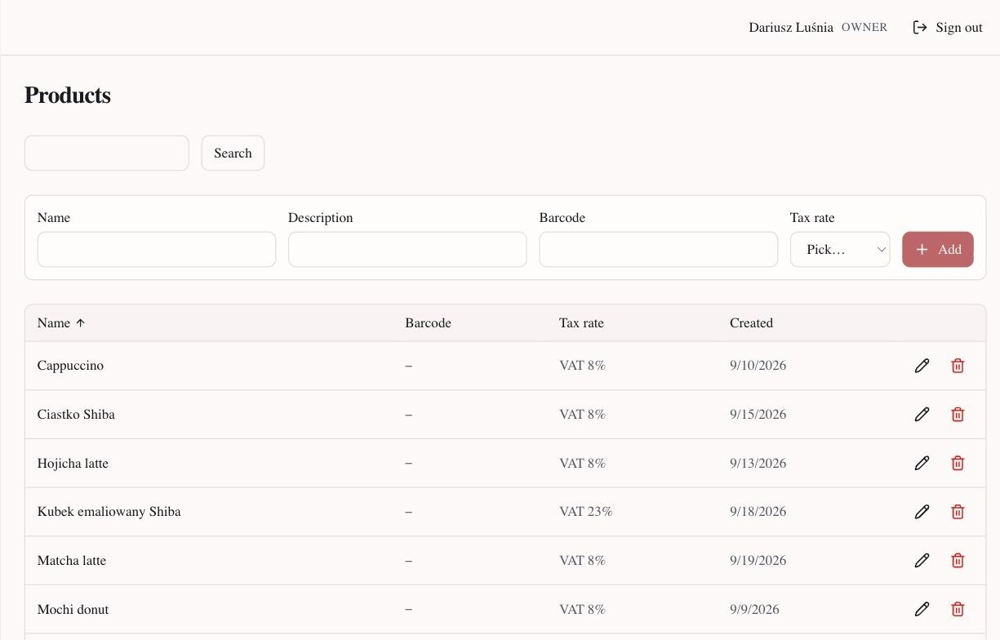 Dariusz Luśnia OWNER Sign out
Products
Search
Name Description Barcode Tax rate
Pick… Add
Name Barcode Tax rate Created
Cappuccino – VAT 8% 9/10/2026
Ciastko Shiba – VAT 8% 9/15/2026
Hojicha latte – VAT 8% 9/13/2026
Kubek emaliowany Shiba – VAT 23% 9/18/2026
Matcha latte – VAT 8% 9/19/2026
Mochi donut – VAT 8% 9/9/2026